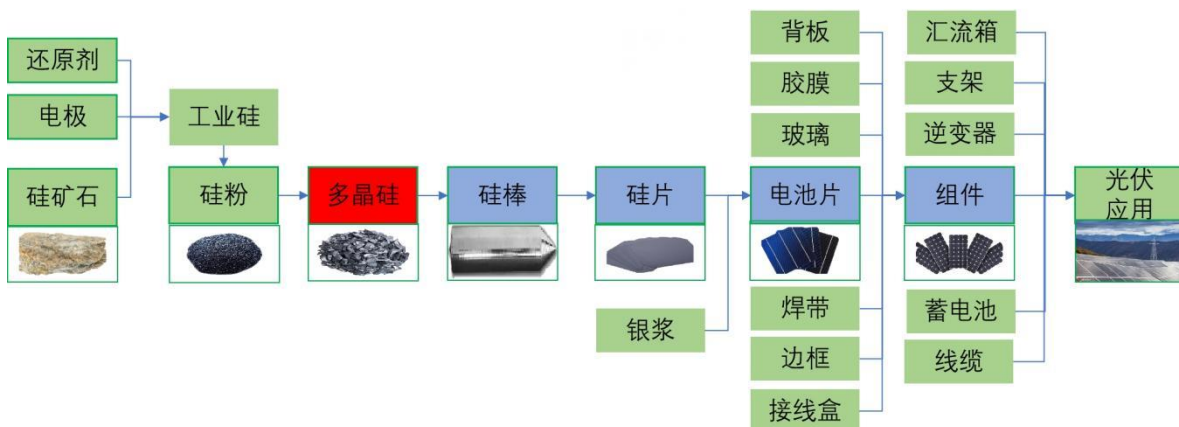 还原剂
电极
硅矿石
工业硅
硅粉
多晶硅
硅棒
硅片
银浆
背板
胶膜
玻璃
电池片
焊带
边框
接线盒
汇流箱
支架
逆变器
组件
蓄电池
线缆
光伏
应用